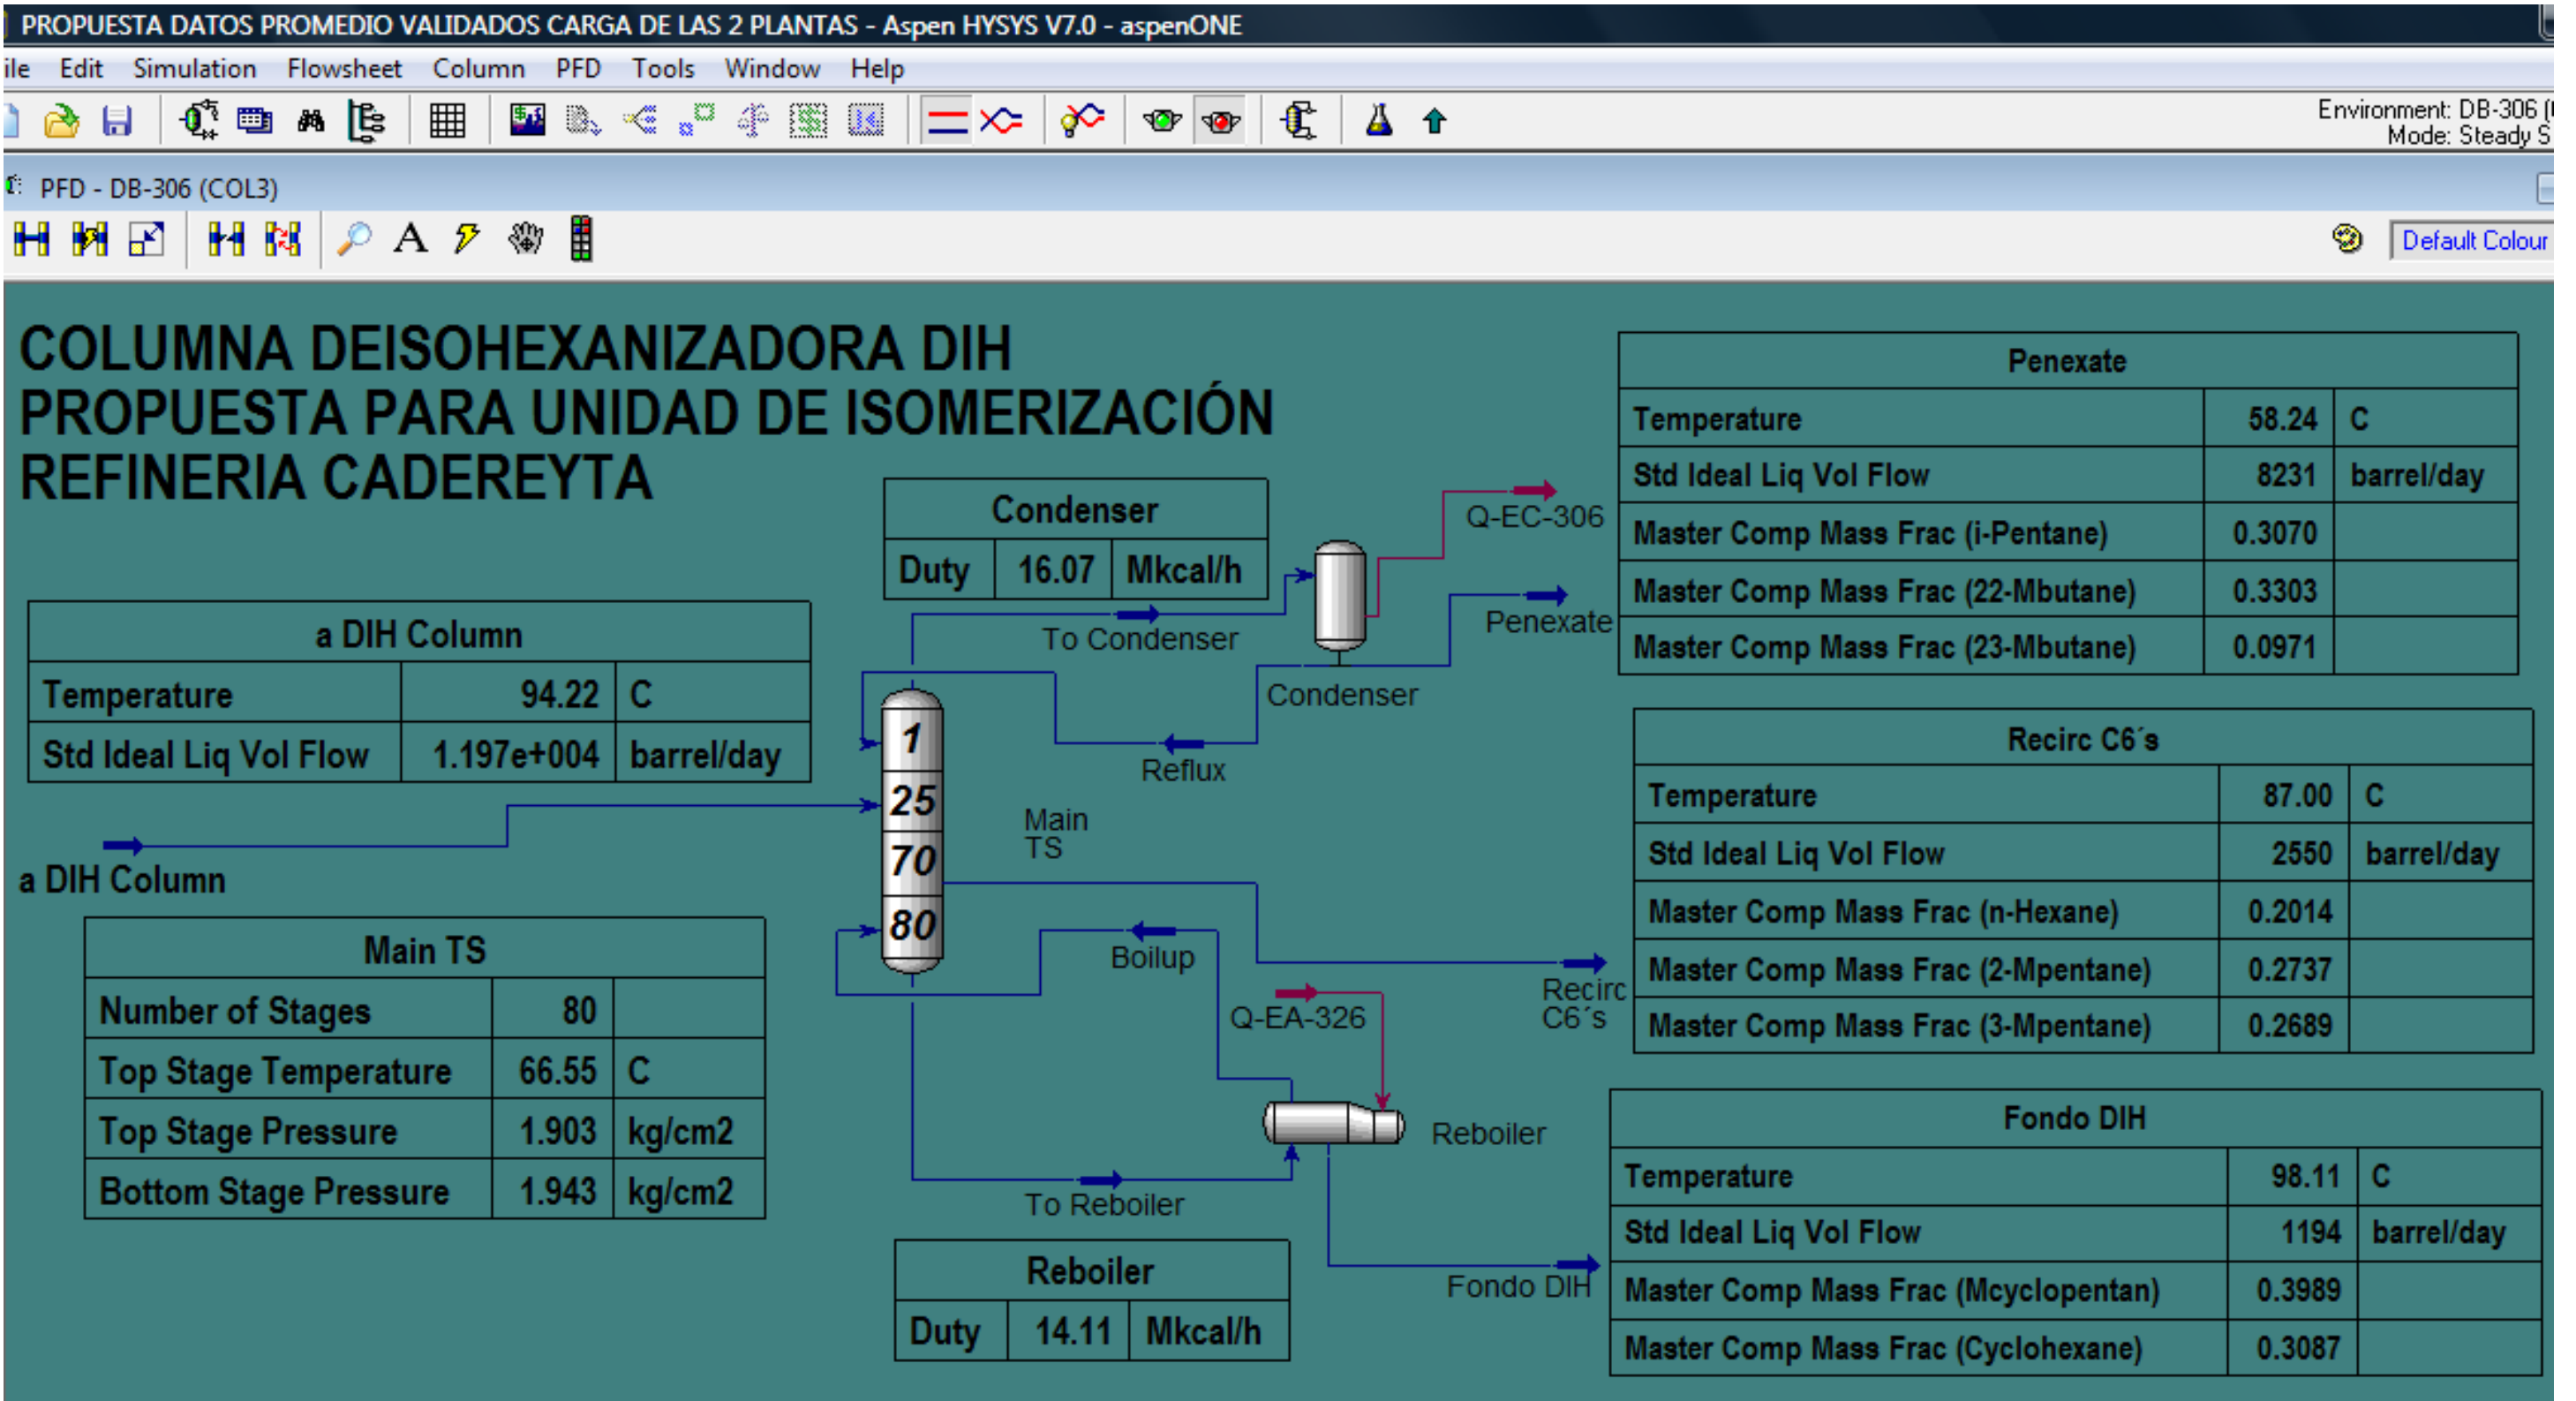 PROPUESTA DATOS PROMEDIO VALIDADOS CARGA DE LAS 2 PLANTAS - Aspen HYSYS V7.0 - aspenONE
ile Edit Simulation Flowsheet Column PFD Tools Window Help
Environment: DB-306 (
Mode: Steady S
PFD - DB-306 (COL3)
A
Default Colour
COLUMNA DEISOHEXANIZADORA DIH
PROPUESTA PARA UNIDAD DE ISOMERIZACIÓN
REFINERIA CADEREYTA
Condenser
Duty 16.07 Mkcal/h
a DIH Column
Temperature 94.22 C
Std Ideal Liq Vol Flow 1.197e+004 barrel/day
a DIH Column
Main TS
Number of Stages 80
Top Stage Temperature 66.55 C
Top Stage Pressure 1.903 kg/cm2
Bottom Stage Pressure 1.943 kg/cm2
1
25
70
80
Main
TS
To Condenser
Condenser
Reflux
Q-EC-306
Penexate
Boilup
Q-EA-326
Recirc
C6´s
Reboiler
To Reboiler
Fondo DIH
Reboiler
Duty 14.11 Mkcal/h
Penexate
Temperature 58.24 C
Std Ideal Liq Vol Flow 8231 barrel/day
Master Comp Mass Frac (i-Pentane) 0.3070
Master Comp Mass Frac (22-Mbutane) 0.3303
Master Comp Mass Frac (23-Mbutane) 0.0971
Recirc C6´s
Temperature 87.00 C
Std Ideal Liq Vol Flow 2550 barrel/day
Master Comp Mass Frac (n-Hexane) 0.2014
Master Comp Mass Frac (2-Mpentane) 0.2737
Master Comp Mass Frac (3-Mpentane) 0.2689
Fondo DIH
Temperature 98.11 C
Std Ideal Liq Vol Flow 1194 barrel/day
Master Comp Mass Frac (Mcyclopentan) 0.3989
Master Comp Mass Frac (Cyclohexane) 0.3087